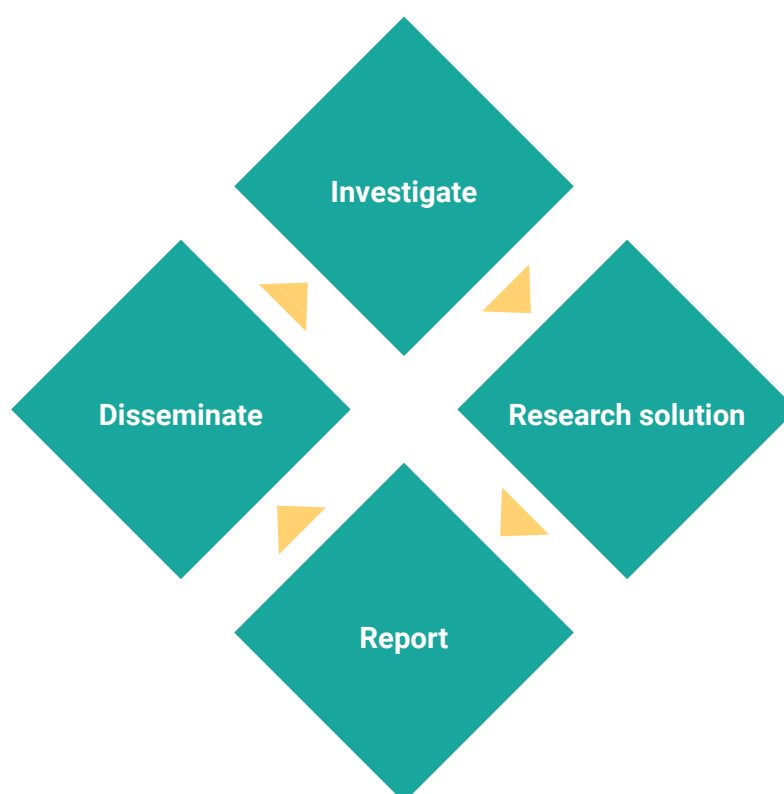 Investigate
Disseminate
Research solution
Report